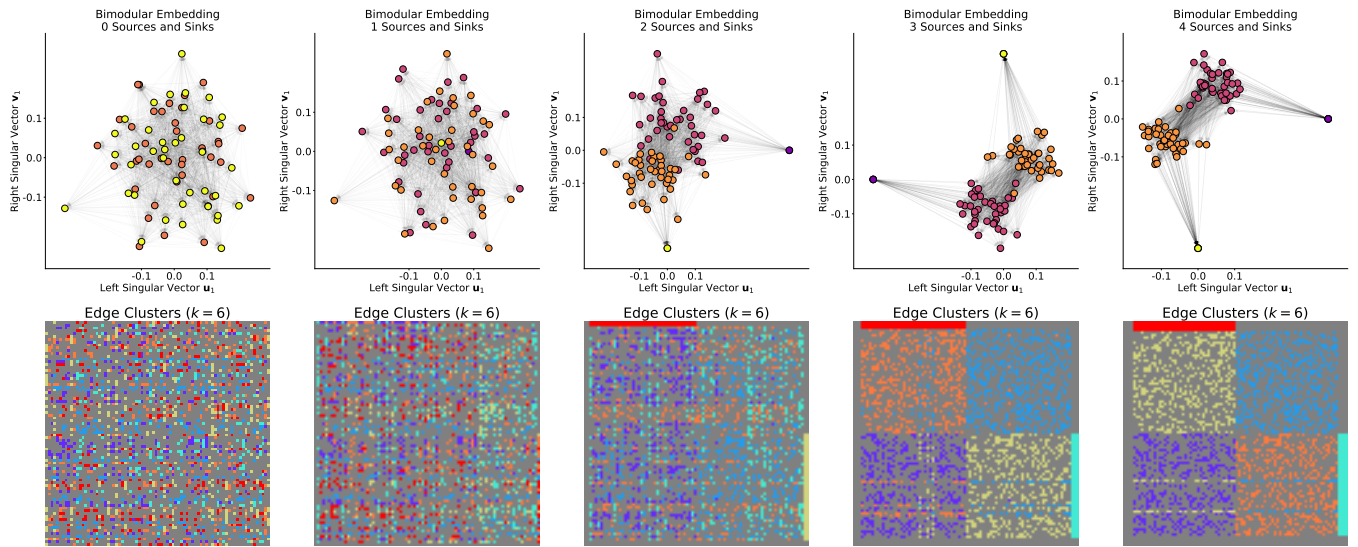 Bimodular Embedding
0 Sources and Sinks
Right Singular Vector v₁
0.1
0.0
-0.1
-0.1 0.0 0.1
Left Singular Vector u₁
Bimodular Embedding
1 Sources and Sinks
Right Singular Vector v₁
0.1
0.0
-0.1
-0.1 0.0 0.1
Left Singular Vector u₁
Bimodular Embedding
2 Sources and Sinks
Right Singular Vector v₁
0.1
0.0
-0.1
-0.1 0.0 0.1
Left Singular Vector u₁
Bimodular Embedding
3 Sources and Sinks
Right Singular Vector v₁
0.1
0.0
-0.1
-0.1 0.0 0.1
Left Singular Vector u₁
Bimodular Embedding
4 Sources and Sinks
Right Singular Vector v₁
0.1
0.0
-0.1
-0.1 0.0 0.1
Left Singular Vector u₁
Edge Clusters (k = 6)
Edge Clusters (k = 6)
Edge Clusters (k = 6)
Edge Clusters (k = 6)
Edge Clusters (k = 6)